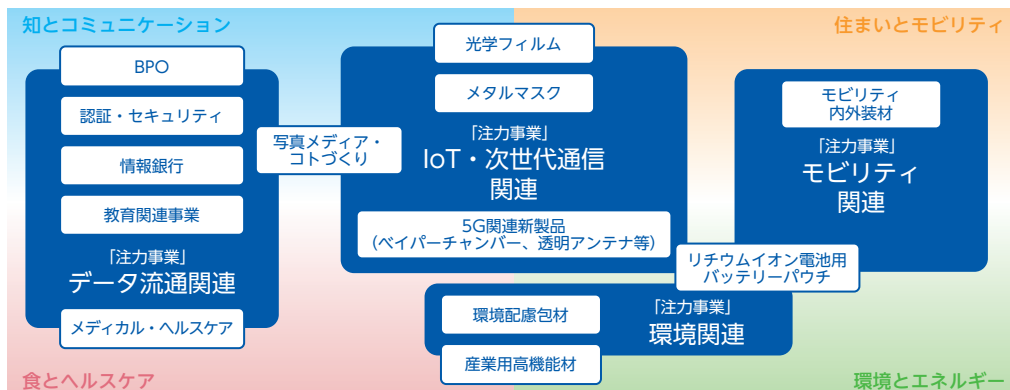 知とコミュニケーション
住まいとモビリティ
BPO
認証・セキュリティ
情報銀行
教育関連事業
「注力事業」
データ流通関連
メディカル・ヘルスケア
写真メディア・
コトづくり
光学フィルム
メタルマスク
「注力事業」
IoT・次世代通信
関連
5G関連新製品
（ベイパーチャンバー、透明アンテナ等）
モビリティ
内外装材
「注力事業」
モビリティ
関連
リチウムイオン電池用
バッテリーパウチ
環境配慮包材
「注力事業」
環境関連
産業用高機能材
食とヘルスケア
環境とエネルギー